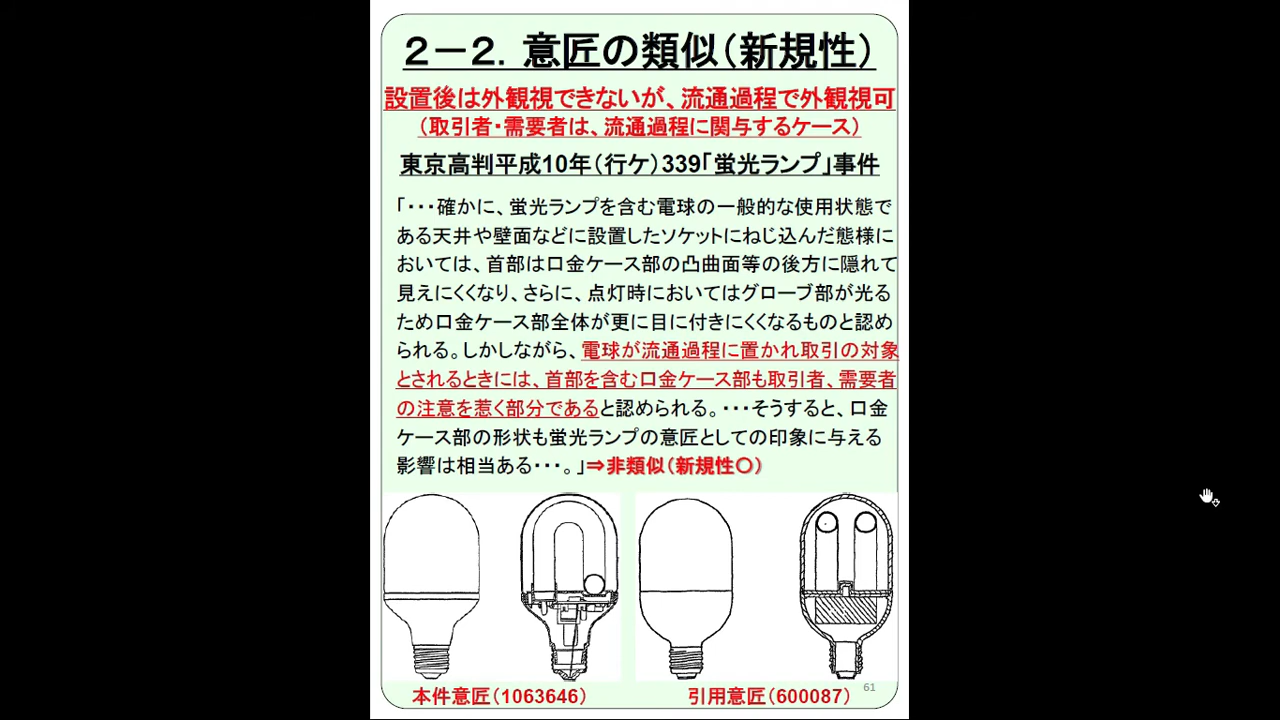 ２－２．意匠の類似（新規性）
設置後は外観視できないが、流通過程で外観視可
（取引者・需要者は、流通過程に関与するケース）
東京高判平成10年（行ケ）339「蛍光ランプ」事件
「・・・確かに、蛍光ランプを含む電球の一般的な使用状態で
ある天井や壁面などに設置したソケットにねじ込んだ態様に
おいては、首部は口金ケース部の凸曲面等の後方に隠れて
見えにくくなり、さらに、点灯時においてはグローブ部が光る
ため口金ケース部全体が更に目に付きにくくなるものと認め
られる。しかしながら、電球が流通過程に置かれ取引の対象
とされるときには、首部を含む口金ケース部も取引者、需要者
の注意を惹く部分であると認められる。・・・そうすると、口金
ケース部の形状も蛍光ランプの意匠としての印象に与える
影響は相当ある・・・。」⇒非類似（新規性〇）
本件意匠（1063646）
引用意匠（600087）
61